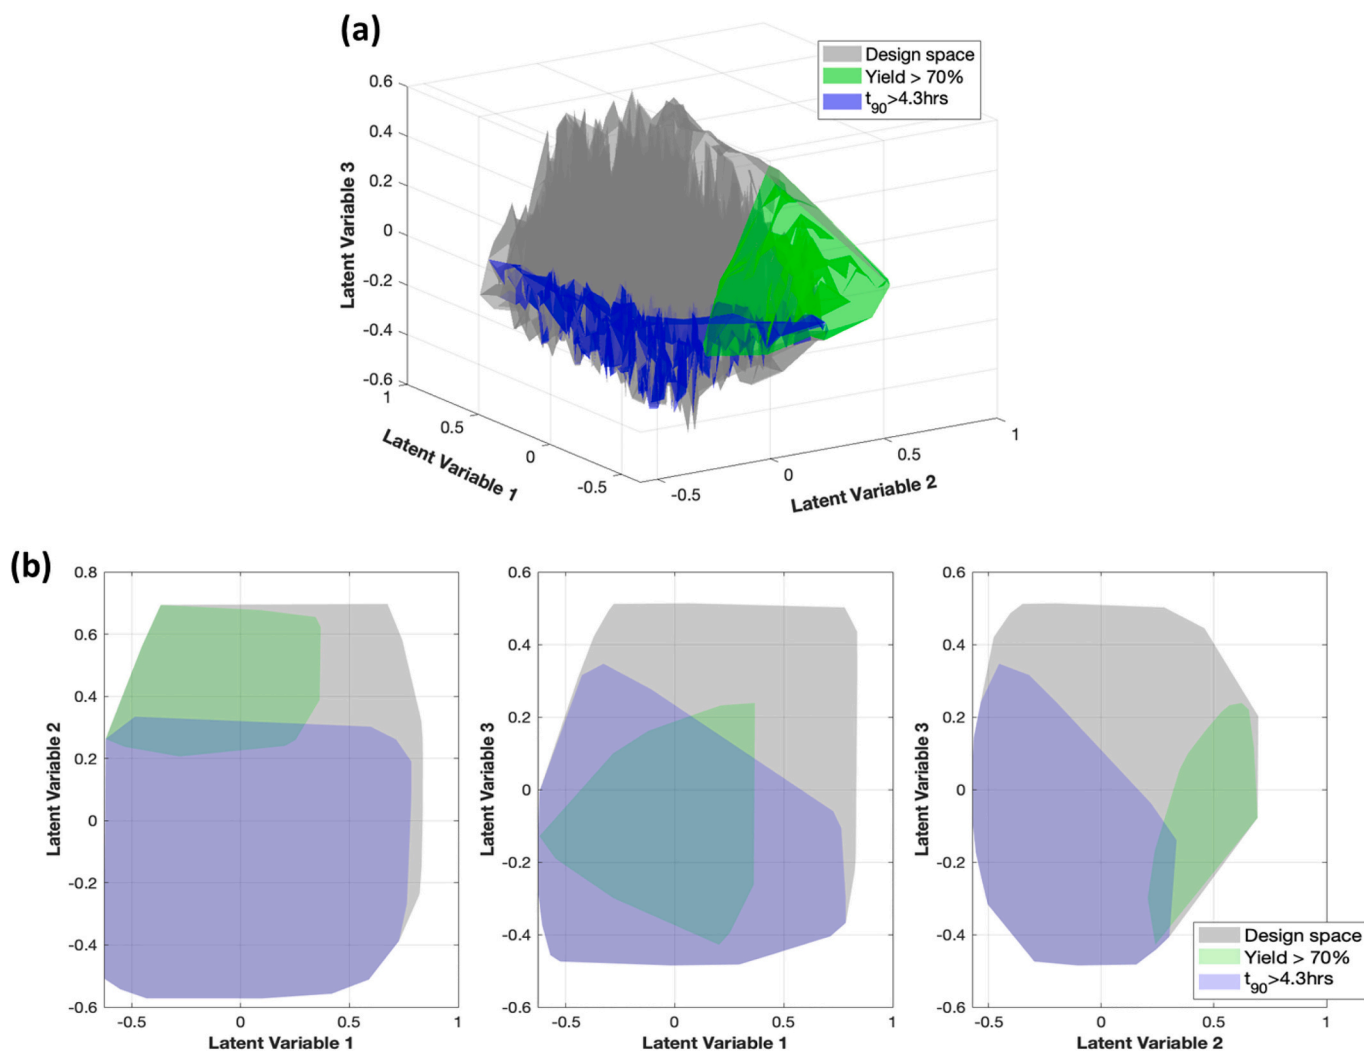 (a)
Design space
Yield > 70%
t90>4.3hrs
Latent Variable 3
0.6
0.4
0.2
0
-0.2
-0.4
-0.6
1
0.5
0
-0.5
Latent Variable 1
-0.5
0
0.5
1
Latent Variable 2
(b)
Latent Variable 2
0.8
0.6
0.4
0.2
0
-0.2
-0.4
-0.6
-0.5
0
0.5
1
Latent Variable 1
Latent Variable 3
0.6
0.4
0.2
0
-0.2
-0.4
-0.6
-0.5
0
0.5
1
Latent Variable 1
Latent Variable 3
0.6
0.4
0.2
0
-0.2
-0.4
-0.6
-0.5
0
0.5
1
Latent Variable 2
Design space
Yield > 70%
t90>4.3hrs